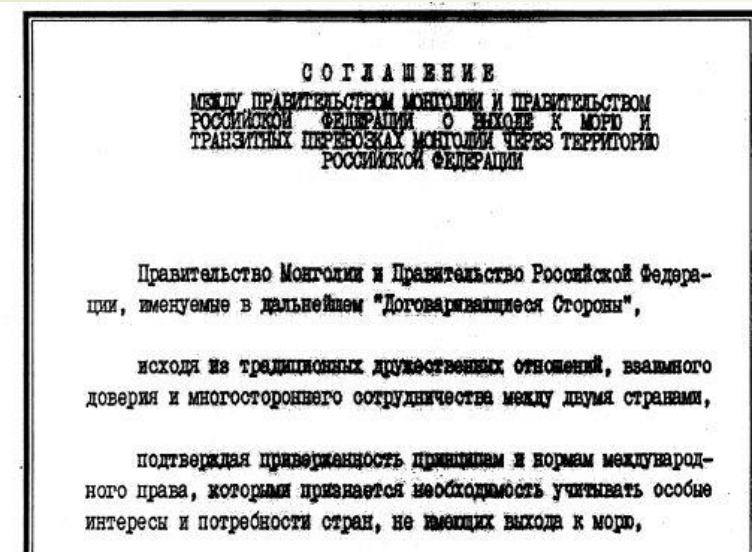 СОГЛАШЕНИЕ
МЕЖДУ ПРАВИТЕЛЬСТВОМ МОНГОЛИИ И ПРАВИТЕЛЬСТВОМ
РОССИЙСКОЙ ФЕДЕРАЦИИ О ВЫХОДЕ К МОРЮ И
ТРАНЗИТНЫХ ПЕРЕВОЗКАХ МОНГОЛИИ ЧЕРЕЗ ТЕРРИТОРИЮ
РОССИЙСКОЙ ФЕДЕРАЦИИ
Правительство Монголии и Правительство Российской Федера-
ции, именуемые в дальнейшем "Договаривающиеся Стороны",
исходя из традиционных дружественных отношений, взаимного
доверия и многостороннего сотрудничества между двумя странами,
подтверждая приверженность принципам и нормам международ-
ного права, которыми признается необходимость учитывать особые
интересы и потребности стран, не имеющих выхода к морю,